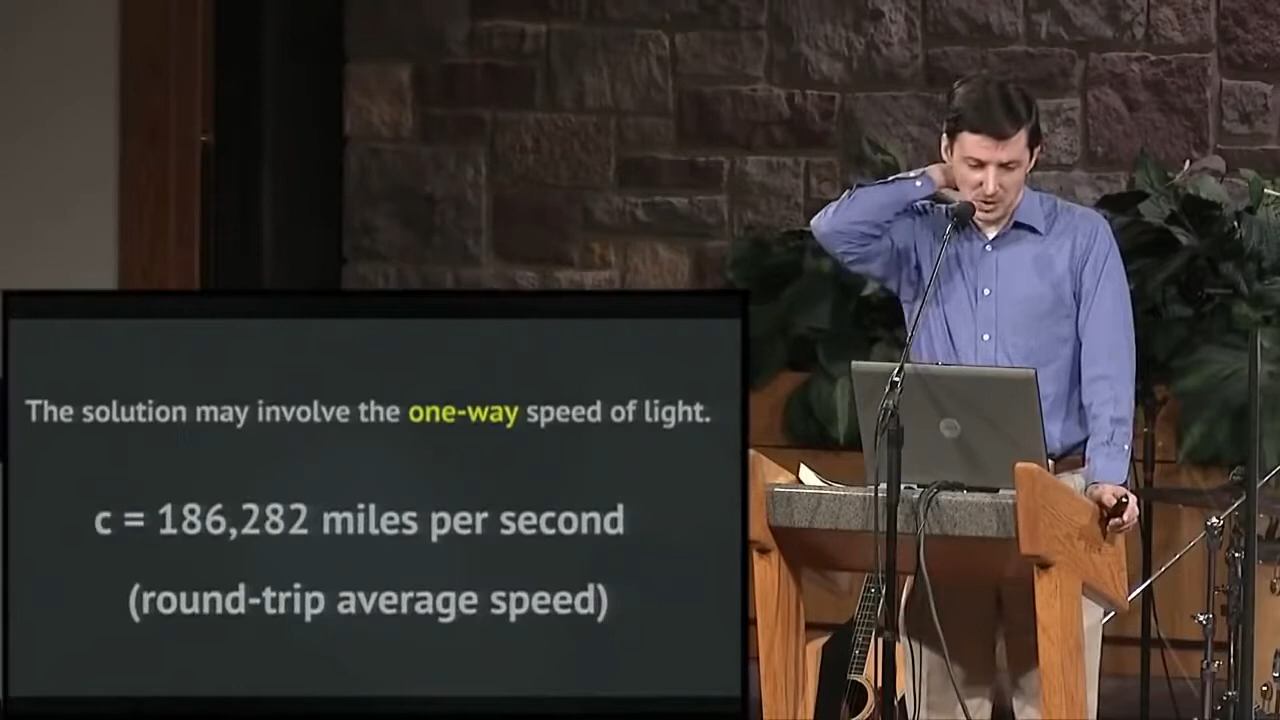 The solution may involve the one-way speed of light.
c = 186,282 miles per second
(round-trip average speed)